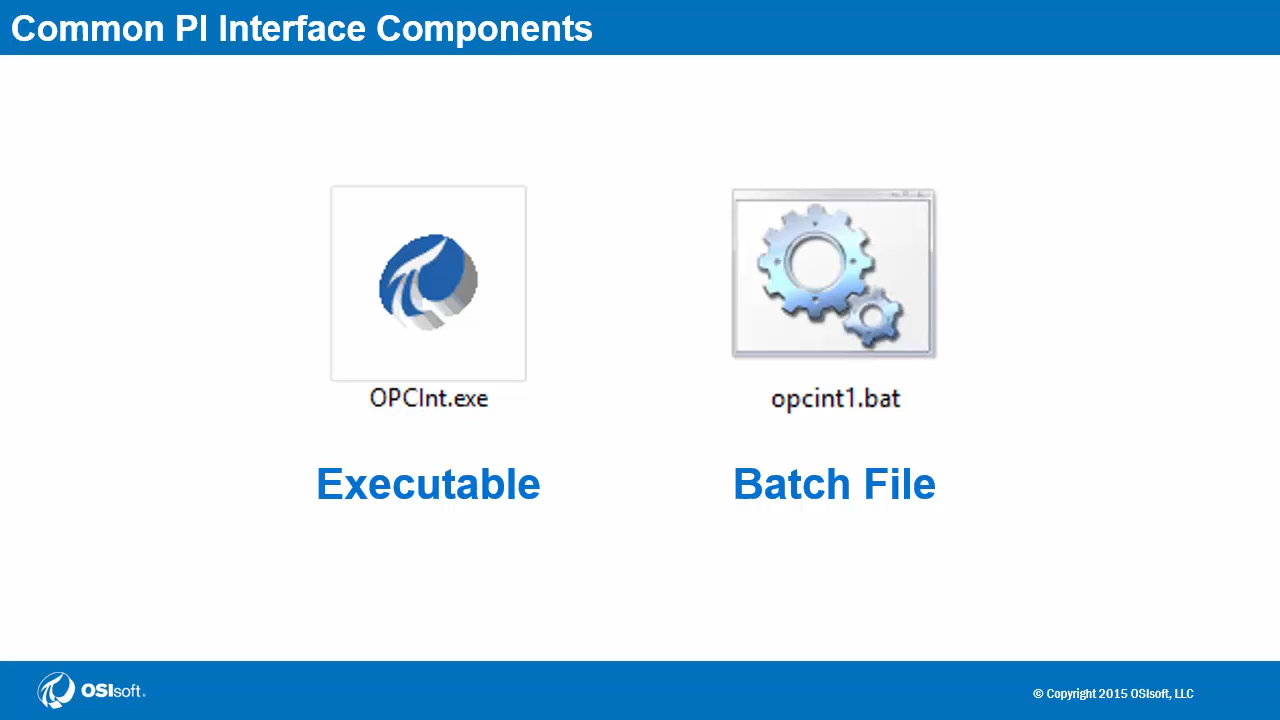 Common PI Interface Components
OPCInt.exe
opcint1.bat
Executable
Batch File
OSIsoft.
© Copyright 2015 OSIsoft, LLC